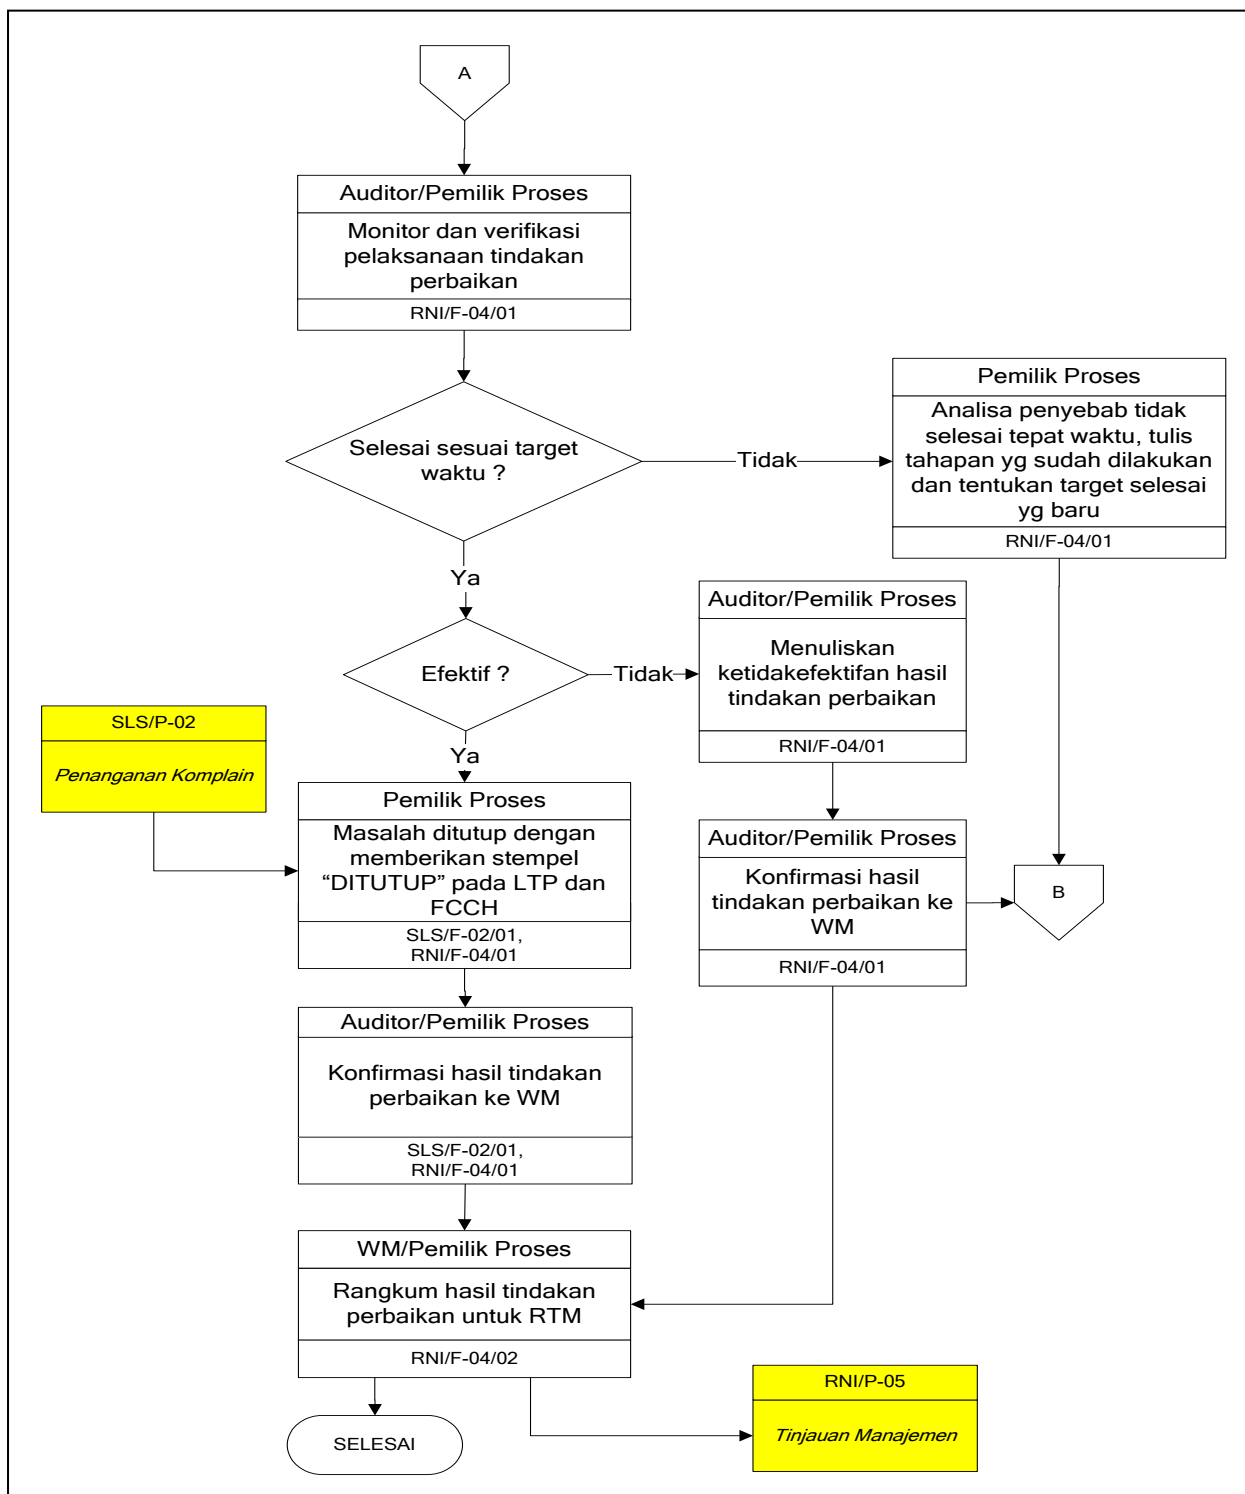 A
Auditor/Pemilik Proses
Monitor dan verifikasi
pelaksanaan tindakan
perbaikan
RNI/F-04/01
Selesai sesuai target
waktu ?
Tidak
Pemilik Proses
Analisa penyebab tidak
selesai tepat waktu, tulis
tahapan yg sudah dilakukan
dan tentukan target selesai
yg baru
RNI/F-04/01
Ya
Efektif ?
Tidak
Auditor/Pemilik Proses
Menuliskan
ketidakefektifan hasil
tindakan perbaikan
RNI/F-04/01
SLS/P-02
Penanganan Komplain
Ya
Pemilik Proses
Masalah ditutup dengan
memberikan stempel
“DITUTUP” pada LTP dan
FCCH
SLS/F-02/01,
RNI/F-04/01
Auditor/Pemilik Proses
Konfirmasi hasil
tindakan perbaikan ke
WM
RNI/F-04/01
B
Auditor/Pemilik Proses
Konfirmasi hasil tindakan
perbaikan ke WM
SLS/F-02/01,
RNI/F-04/01
WM/Pemilik Proses
Rangkum hasil tindakan
perbaikan untuk RTM
RNI/F-04/02
SELESAI
RNI/P-05
Tinjauan Manajemen